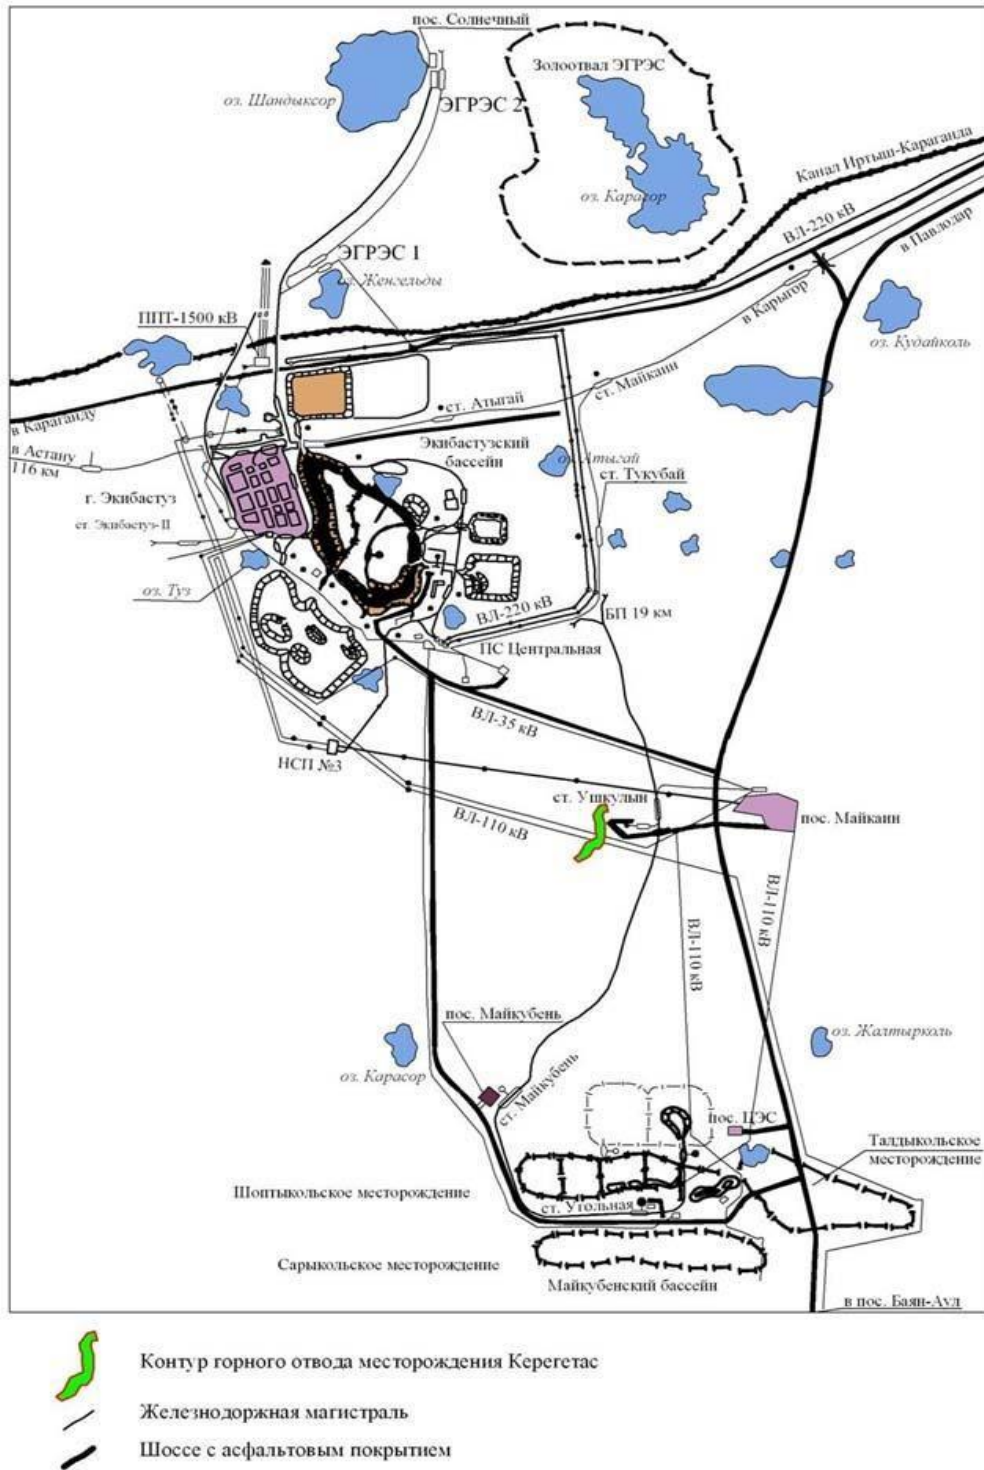 пос. Солнечный
Золоотвал ЭГРЭС
оз. Шандыксор
ЭГРЭС 2
Канал Иртыш-Караганда
оз. Карасор
ВЛ-220 кВ
в Павлодар
ЭГРЭС 1
оз. Женгельды
в Карыгор
ППТ-1500 кВ
оз. Кудайколь
ст. Майкаин
ст. Атыгай
в Караганду
в Астану
116 км
Экибастузский
бассейн
оз. Атыгай
ст. Тукубай
г. Экибастуз
ст. Экибастуз-II
оз. Туз
ВЛ-220 кВ
БП 19 км
ПС Центральная
ВЛ-35 кВ
НСП №3
ст. Ушкулын
ВЛ-110 кВ
пос. Майкаин
ВЛ-110 кВ
ВЛ-110 кВ
пос. Майкубень
оз. Жалтырколь
оз. Карасор
ст. Майкубень
пос. ЦЭС
Талдыкольское
месторождение
Шоптыкольское месторождение
ст. Угольная
Сарыкольское месторождение
Майкубенский бассейн
в пос. Баян-Аул
Контур горного отвода месторождения Керегетас
Железнодоржная магистраль
Шоссе с асфальтовым покрытием